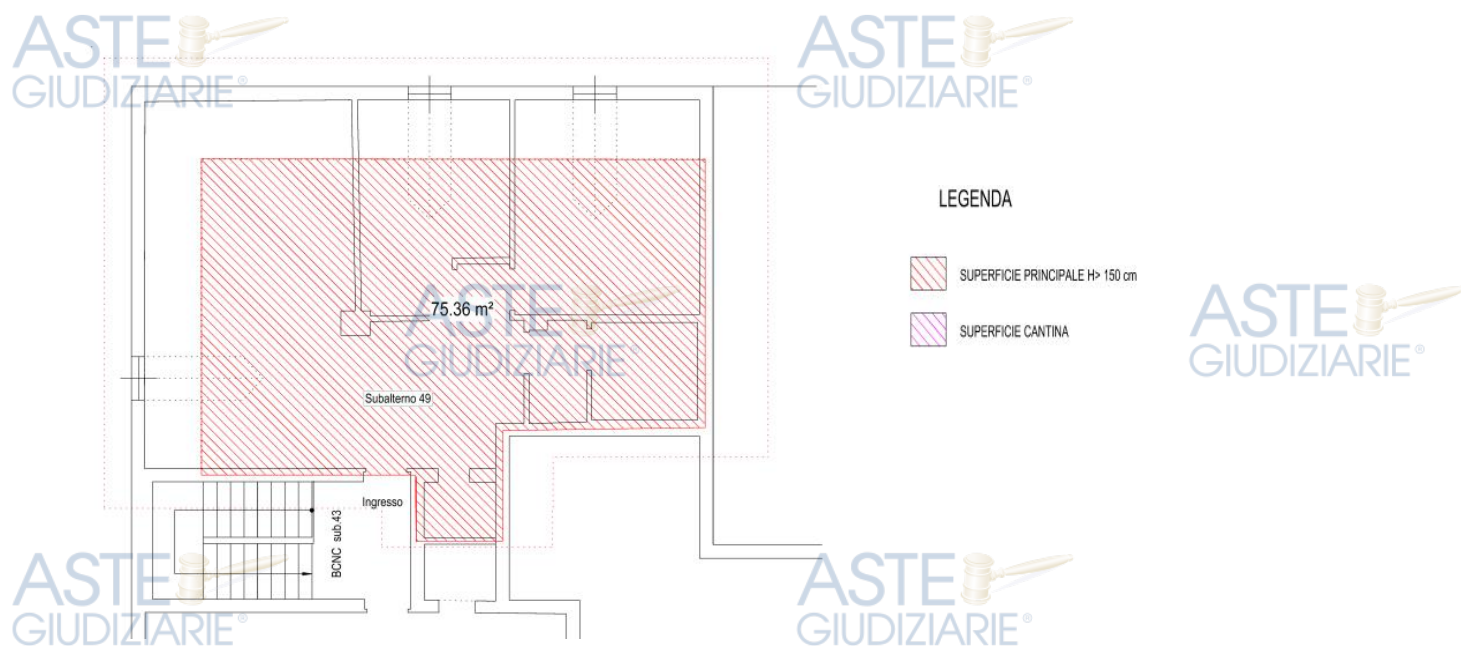 ASTE
GIUDIZIARIE®
ASTE
GIUDIZIARIE®
LEGENDA
SUPERFICIE PRINCIPALE H> 150 cm
75.36 m²
ASTE
GIUDIZIARIE®
SUPERFICIE CANTINA
ASTE
GIUDIZIARIE®
Subalterno 49
Ingresso
BCNC sub.43
ASTE
GIUDIZIARIE®
ASTE
GIUDIZIARIE®